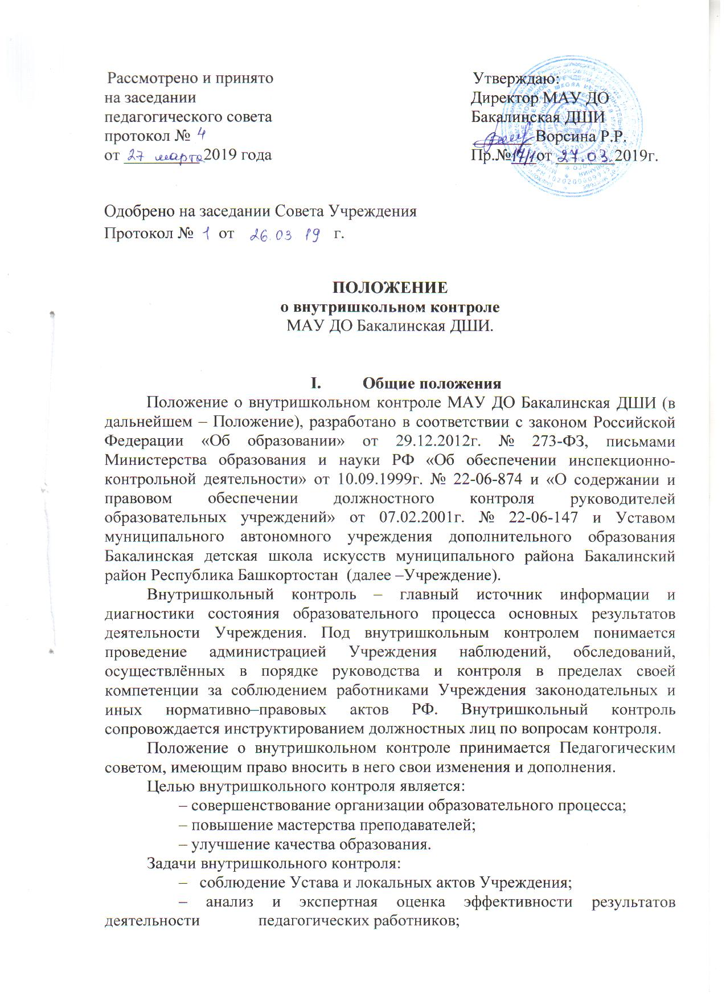 Рассмотрено и принято
на заседании
педагогического совета
протокол № 4
от 27 марта 2019 года
Утверждаю:
Директор МАУ ДО
Бакалинская ДШИ
Ворсина Р.Р.
Пр.№17/1 от 27.03.2019г.
Одобрено на заседании Совета Учреждения
Протокол № 1 от 26.03 19 г.
ПОЛОЖЕНИЕ
о внутришкольном контроле
МАУ ДО Бакалинская ДШИ.
I. Общие положения
Положение о внутришкольном контроле МАУ ДО Бакалинская ДШИ (в
дальнейшем – Положение), разработано в соответствии с законом Российской
Федерации «Об образовании» от 29.12.2012г. № 273-ФЗ, письмами
Министерства образования и науки РФ «Об обеспечении инспекционно-
контрольной деятельности» от 10.09.1999г. № 22-06-874 и «О содержании и
правовом обеспечении должностного контроля руководителей
образовательных учреждений» от 07.02.2001г. № 22-06-147 и Уставом
муниципального автономного учреждения дополнительного образования
Бакалинская детская школа искусств муниципального района Бакалинский
район Республика Башкортостан (далее –Учреждение).
Внутришкольный контроль – главный источник информации и
диагностики состояния образовательного процесса основных результатов
деятельности Учреждения. Под внутришкольным контролем понимается
проведение администрацией Учреждения наблюдений, обследований,
осуществлённых в порядке руководства и контроля в пределах своей
компетенции за соблюдением работниками Учреждения законодательных и
иных нормативно–правовых актов РФ. Внутришкольный контроль
сопровождается инструктированием должностных лиц по вопросам контроля.
Положение о внутришкольном контроле принимается Педагогическим
советом, имеющим право вносить в него свои изменения и дополнения.
Целью внутришкольного контроля является:
– совершенствование организации образовательного процесса;
– повышение мастерства преподавателей;
– улучшение качества образования.
Задачи внутришкольного контроля:
– соблюдение Устава и локальных актов Учреждения;
– анализ и экспертная оценка эффективности результатов
деятельности педагогических работников;